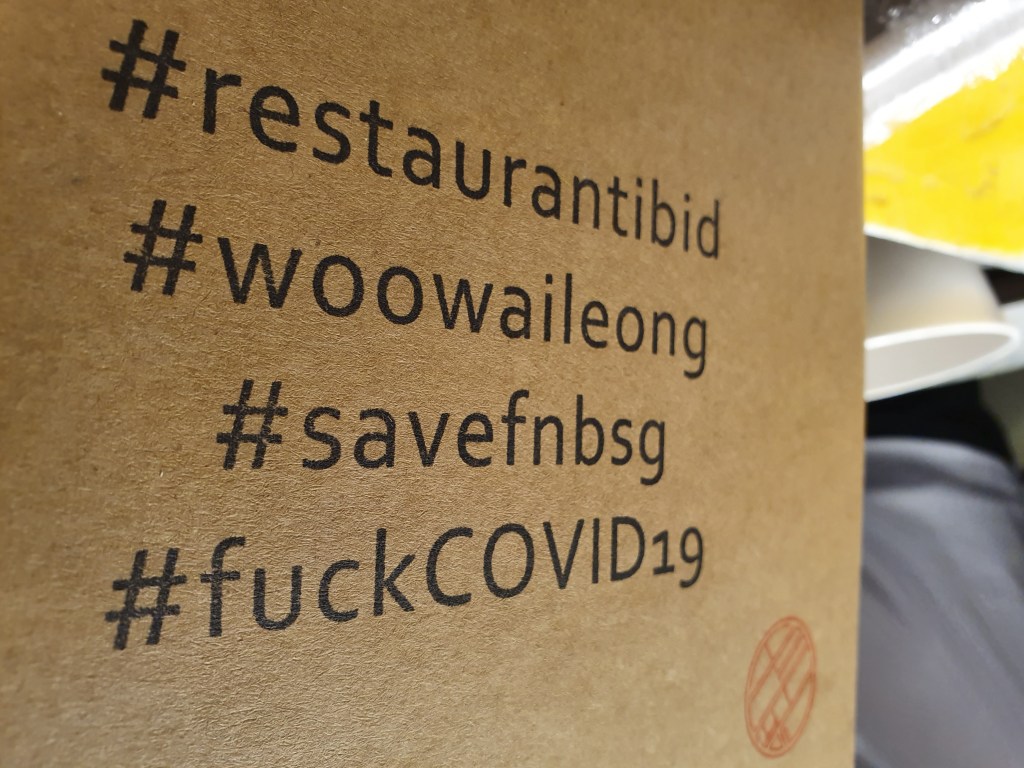 #restaurantibid
#woowaileong
#savefnbsg
#fuckCOVID19